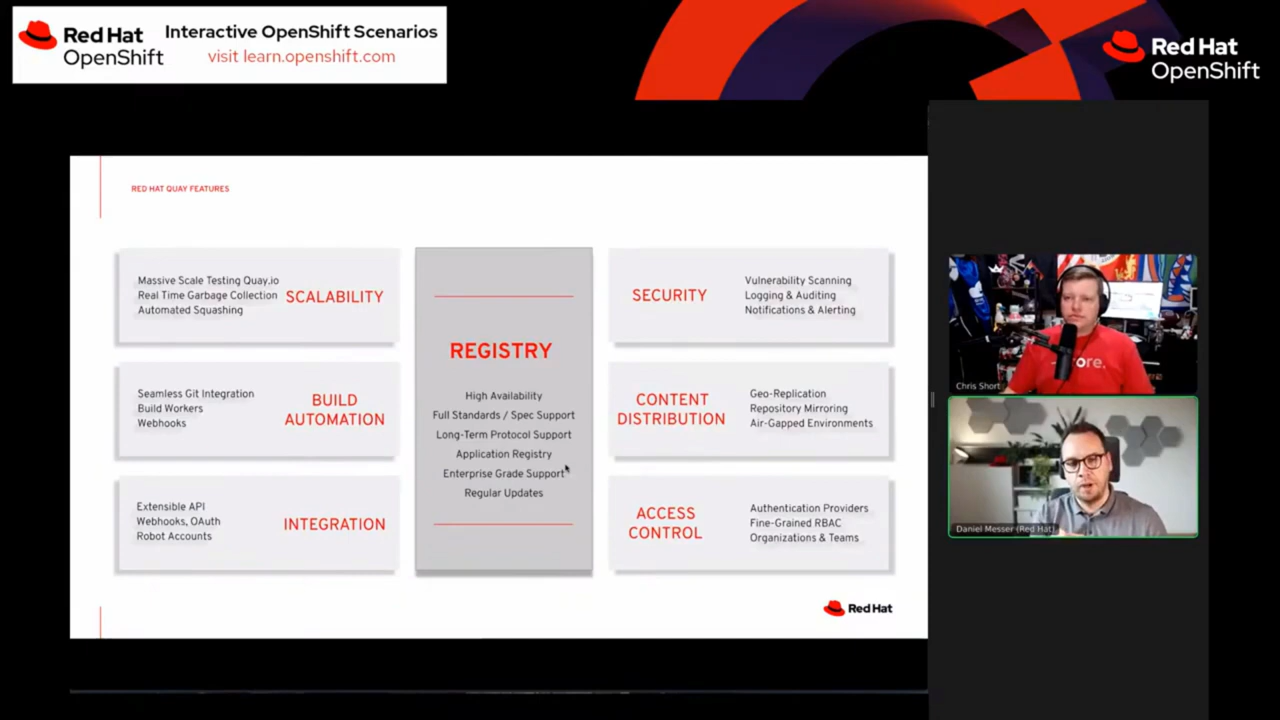 Red Hat
OpenShift
Interactive OpenShift Scenarios
visit learn.openshift.com
Red Hat
OpenShift
RED HAT QUAY FEATURES
Massive Scale Testing Quay.io
Real Time Garbage Collection
Automated Squashing
SCALABILITY
Seamless Git Integration
Build Workers
Webhooks
BUILD
AUTOMATION
Extensible API
Webhooks, OAuth
Robot Accounts
INTEGRATION
REGISTRY
High Availability
Full Standards / Spec Support
Long-Term Protocol Support
Application Registry
Enterprise Grade Support
Regular Updates
SECURITY
Vulnerability Scanning
Logging & Auditing
Notifications & Alerting
CONTENT
DISTRIBUTION
Geo-Replication
Repository Mirroring
Air-Gapped Environments
ACCESS
CONTROL
Authentication Providers
Fine-Grained RBAC
Organizations & Teams
Red Hat
Chris Short
Daniel Messer (Red Hat)